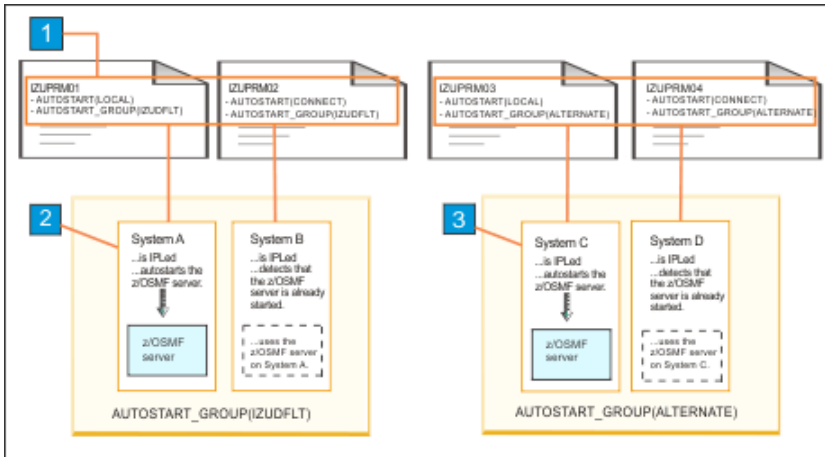 1
IZUPRM01
- AUTOSTART(LOCAL)
- AUTOSTART_GROUP(IZUDFLT)
IZUPRM02
- AUTOSTART(CONNECT)
- AUTOSTART_GROUP(IZUDFLT)
IZUPRM03
- AUTOSTART(LOCAL)
- AUTOSTART_GROUP(ALTERNATE)
IZUPRM04
- AUTOSTART(CONNECT)
- AUTOSTART_GROUP(ALTERNATE)
2
System A
...is IPLed
...autostarts the
z/OSMF server.
z/OSMF
server
System B
...is IPLed
...detects that
the z/OSMF
server is already
started.
...uses the
z/OSMF server
on System A.
AUTOSTART_GROUP(IZUDFLT)
3
System C
...is IPLed
...autostarts the
z/OSMF server.
z/OSMF
server
System D
...is IPLed
...detects that
the z/OSMF
server is already
started.
...uses the
z/OSMF server
on System C.
AUTOSTART_GROUP(ALTERNATE)